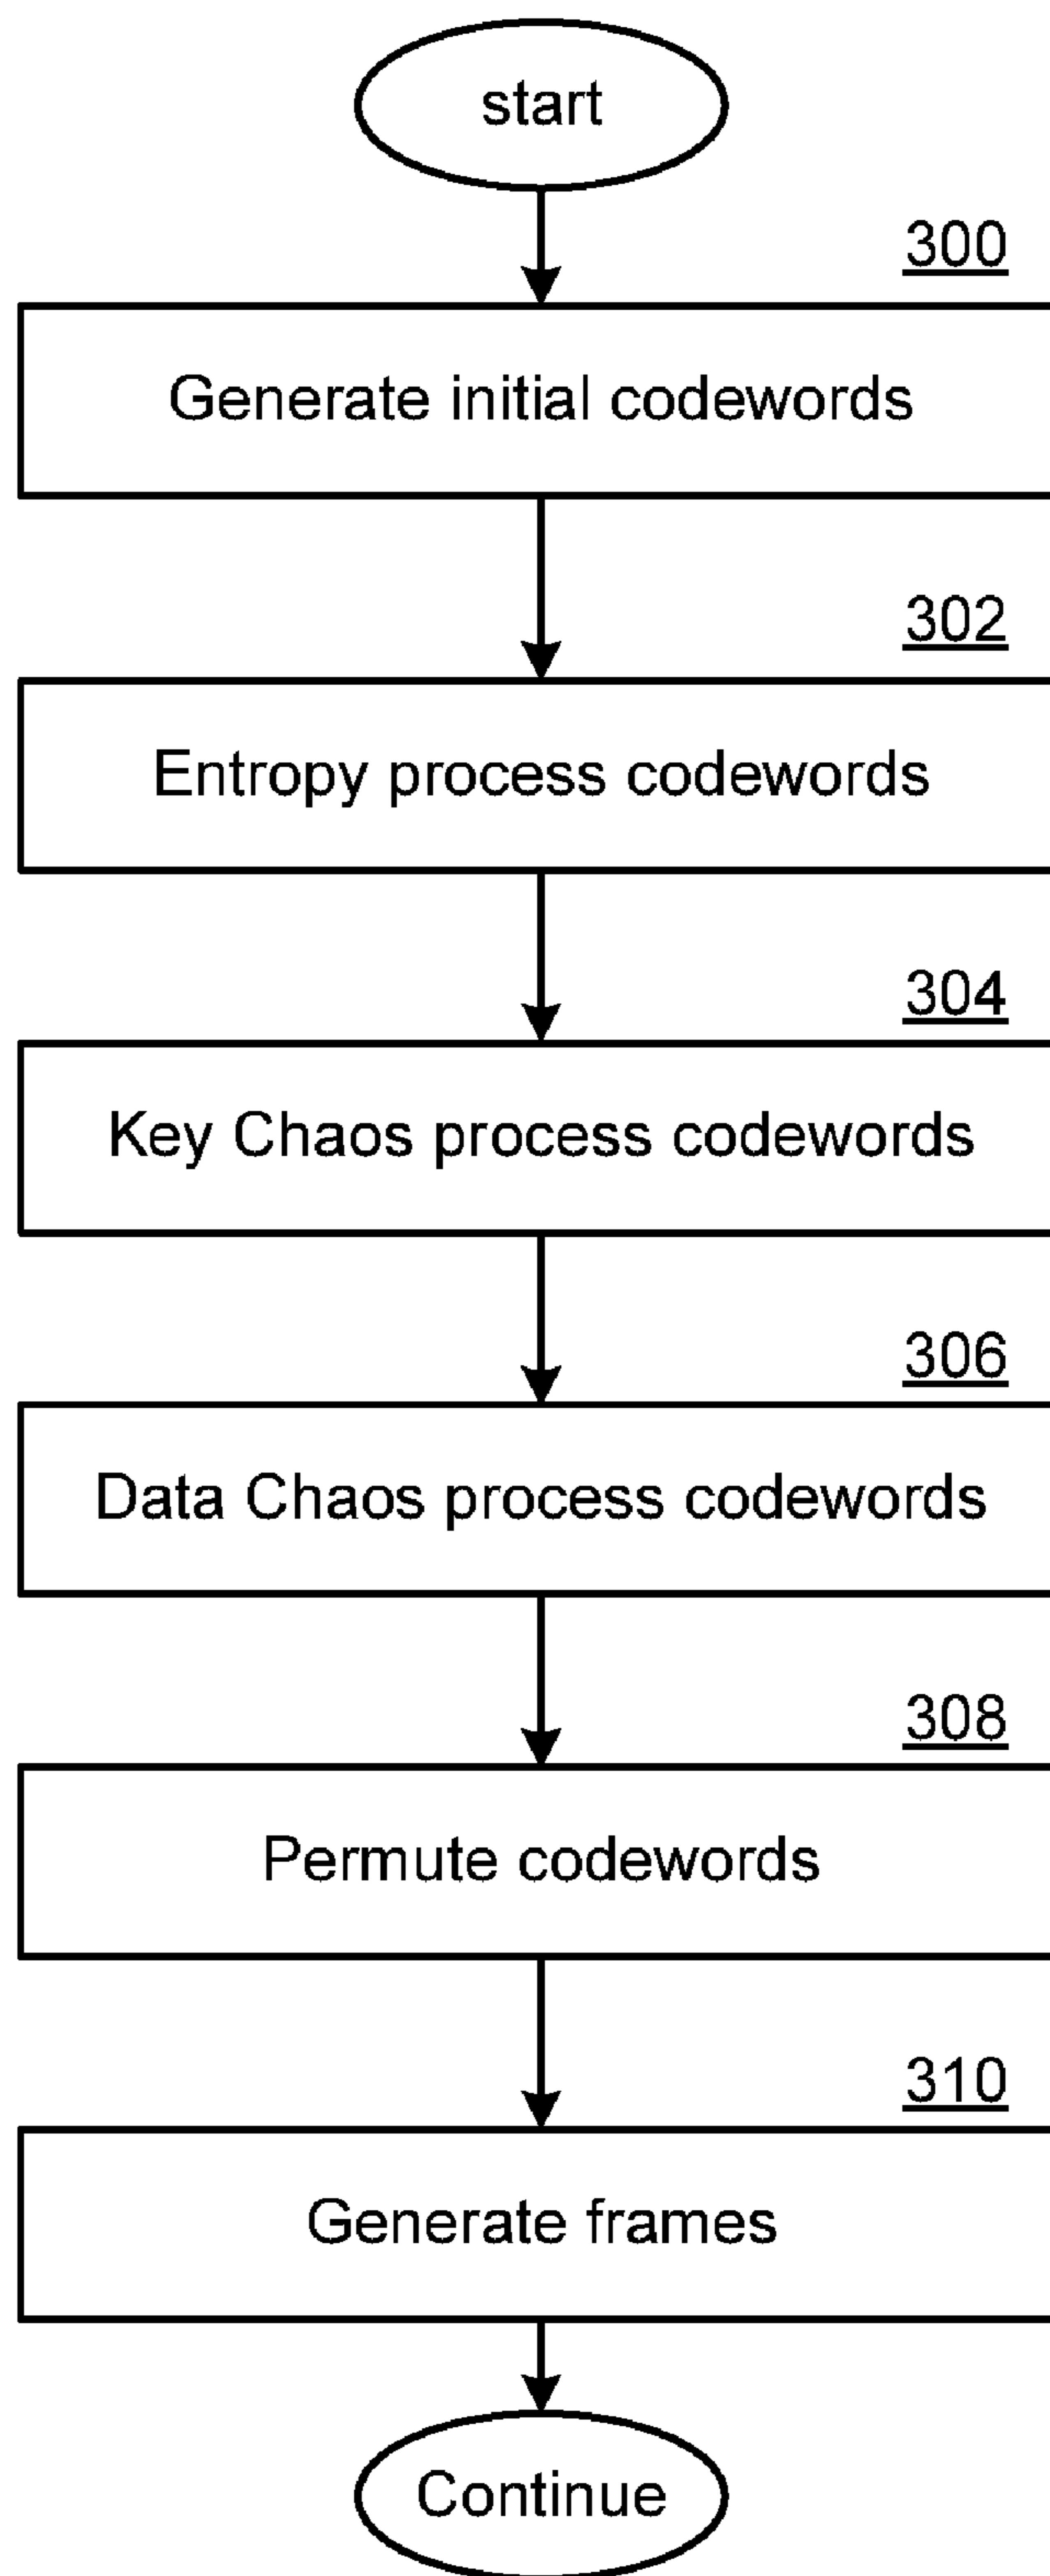 start
300
Generate initial codewords
302
Entropy process codewords
304
Key Chaos process codewords
306
Data Chaos process codewords
308
Permute codewords
310
Generate frames
Continue